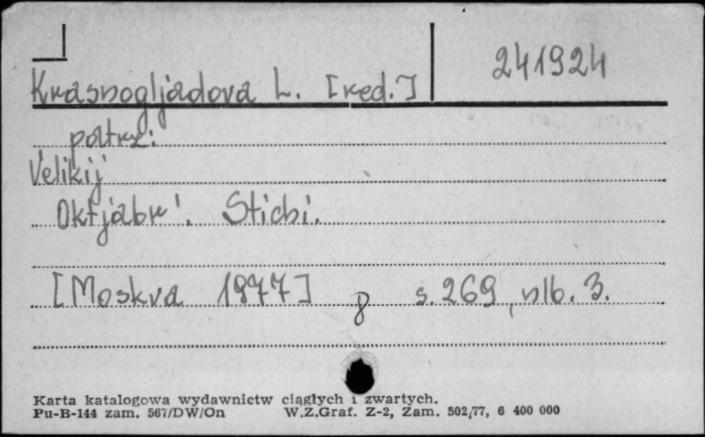 241924
Krasnogljadova L. [red.]
patrz:
Velikij
Oktjabr'. Stichi.
[Moskva 1977] 8 s. 269, nlb. 3.
Karta katalogowa wydawnictw ciągłych i zwartych.
Pu-B-144 zam. 567/DW/On W.Z.Graf. Z-2, Zam. 502/77, 6 400 000